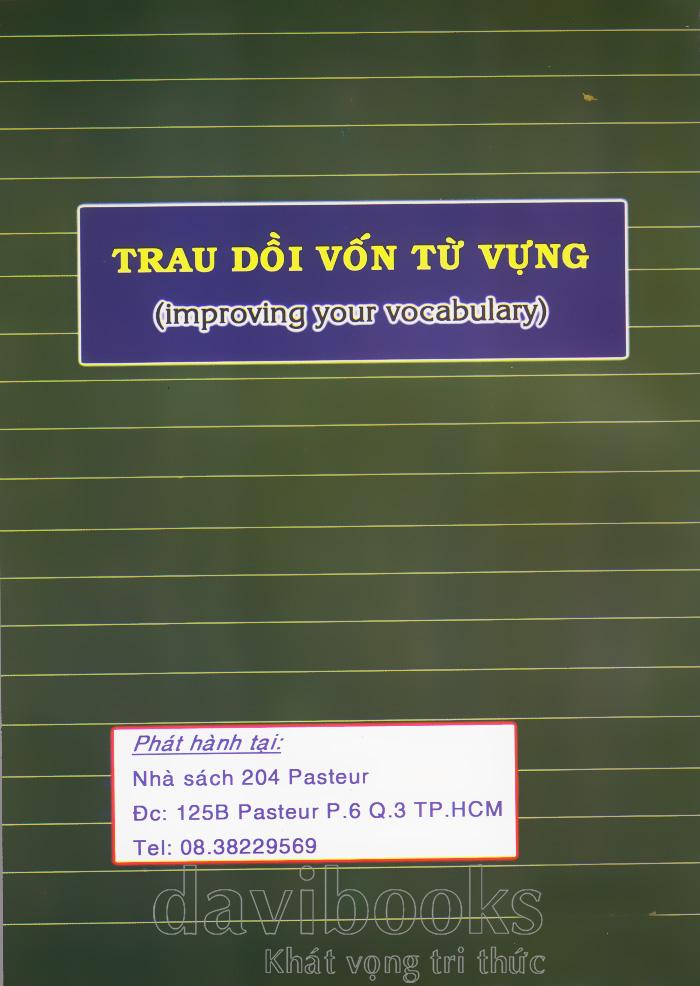 TRAU DỒI VỐN TỪ VỰNG
(improving your vocabulary)
Phát hành tại:
Nhà sách 204 Pasteur
Đc: 125B Pasteur P.6 Q.3 TP.HCM
Tel: 08.38229569
davibooks
Khát vọng tri thức